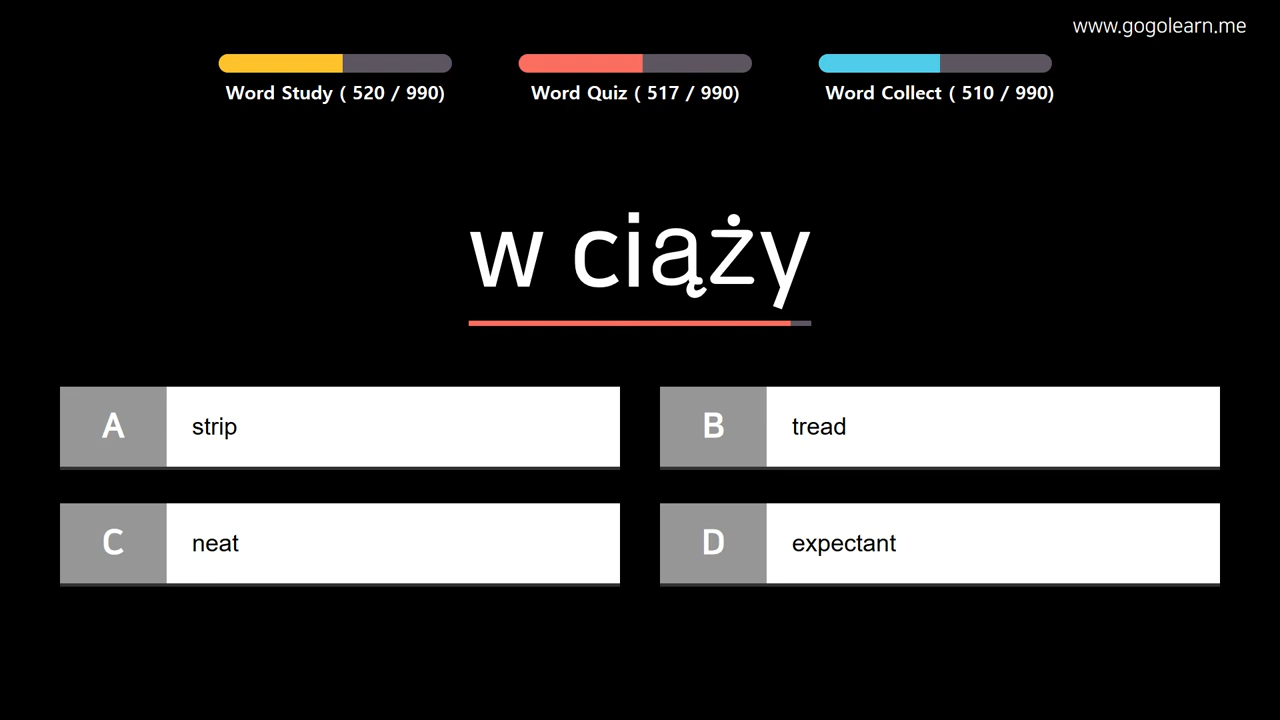 www.gogolearn.me
Word Study ( 520 / 990)
Word Quiz ( 517 / 990)
Word Collect ( 510 / 990)
w ciąży
A strip
B tread
C neat
D expectant